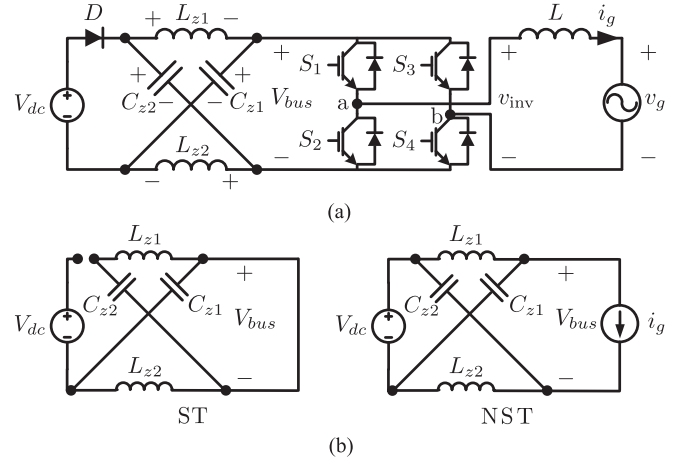 D + L_{z1} − L i_g
+ − + S_1 S_3 + +
V_{dc} C_{z2} − − C_{z1} V_{bus} a b v_{inv} v_g
L_{z2} S_2 S_4
− + − − −
(a)
L_{z1} L_{z1}
+ +
C_{z2} C_{z1} C_{z2} C_{z1}
V_{dc} V_{bus} V_{dc} V_{bus} i_g
L_{z2} − L_{z2} −
ST NST
(b)